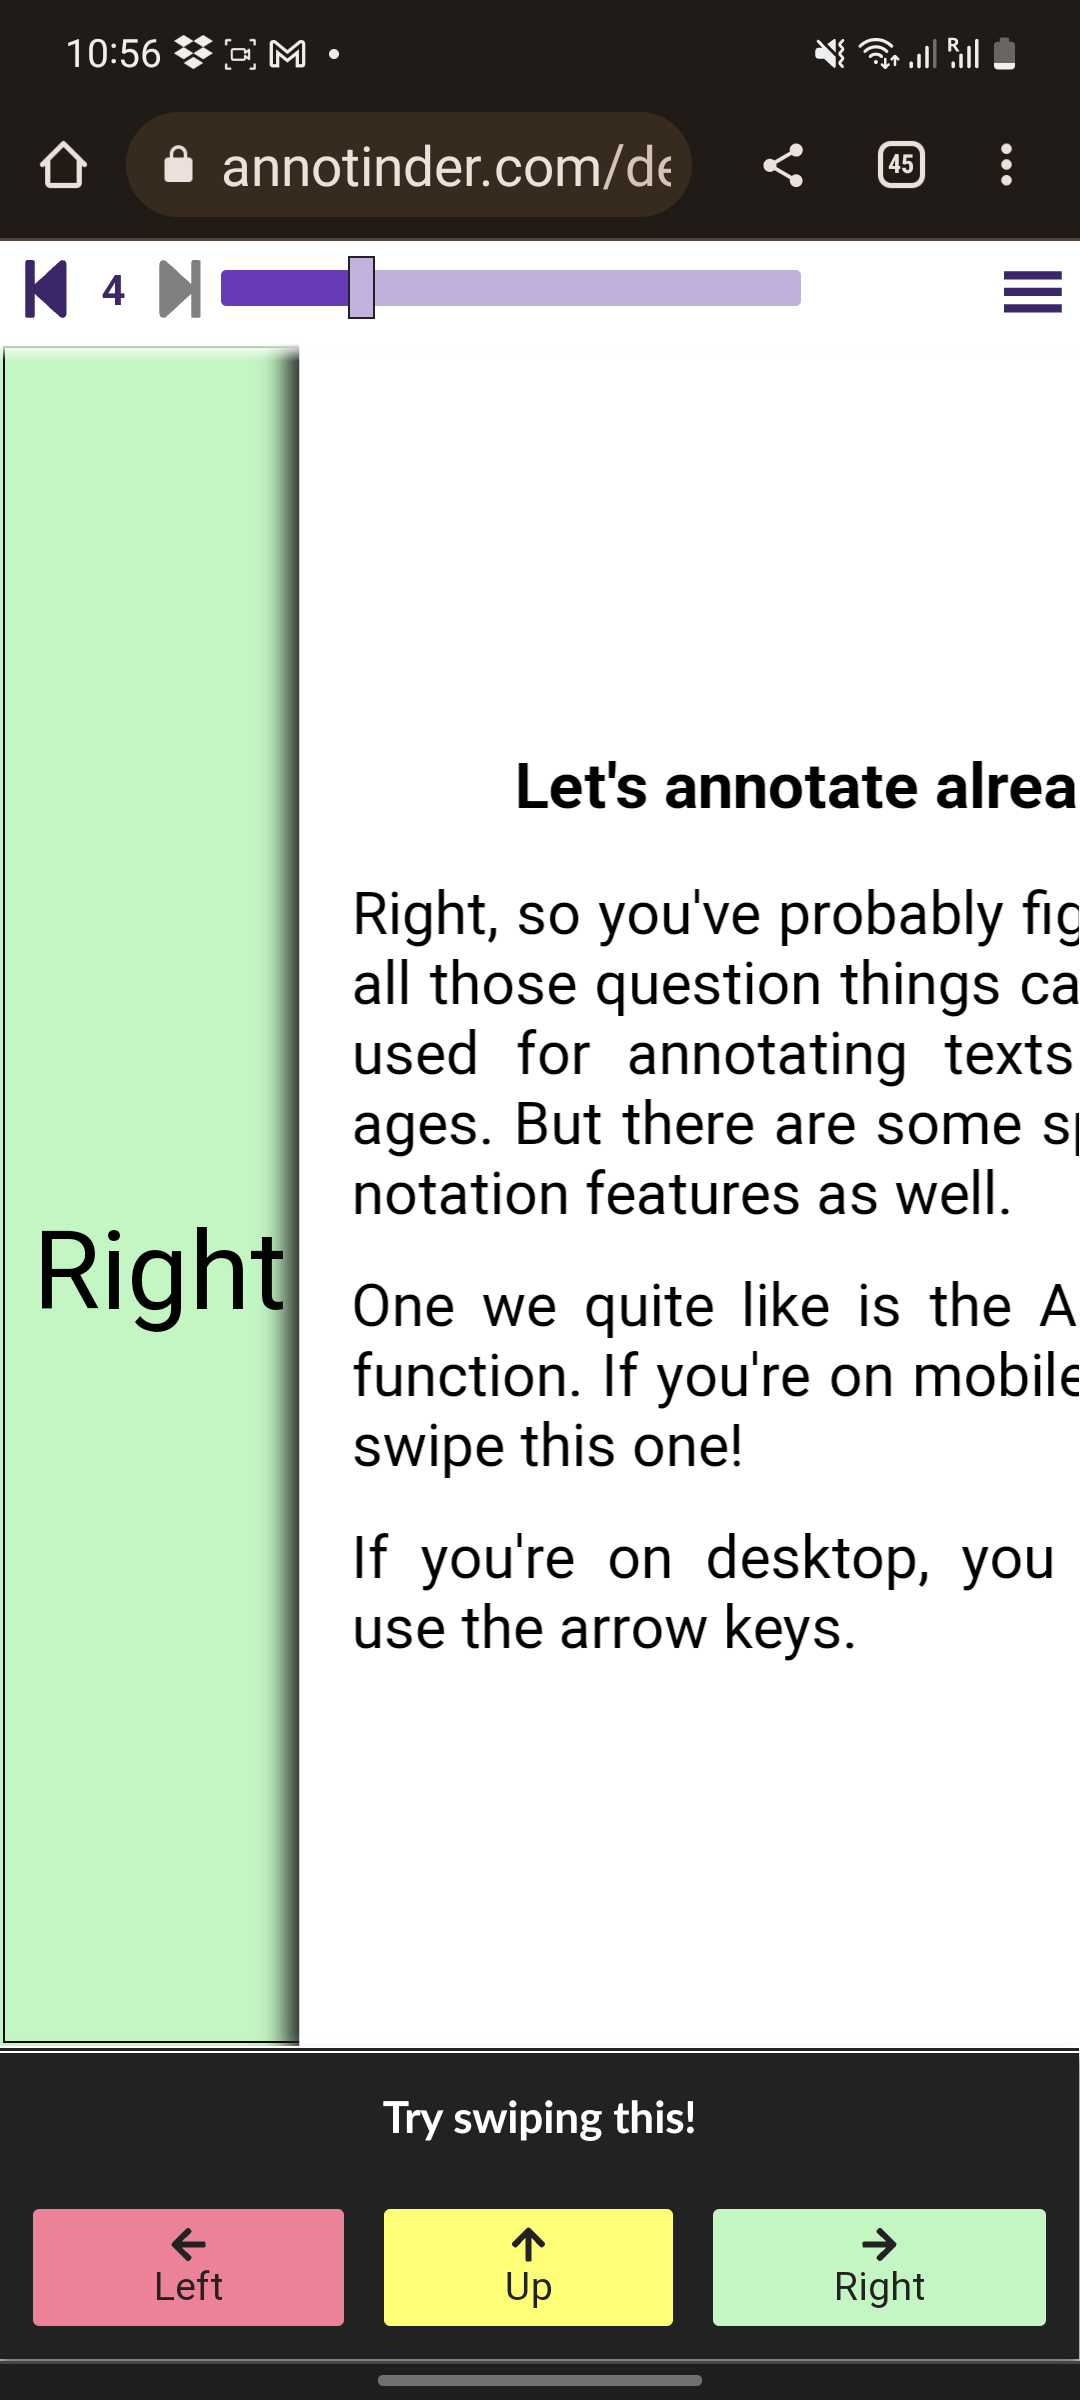 10:56
annotinder.com/de
45
4
Let's annotate alrea
Right, so you've probably fig
all those question things ca
used for annotating texts
ages. But there are some sp
notation features as well.
Right
One we quite like is the A
function. If you're on mobile
swipe this one!
If you're on desktop, you
use the arrow keys.
Try swiping this!
Left
Up
Right